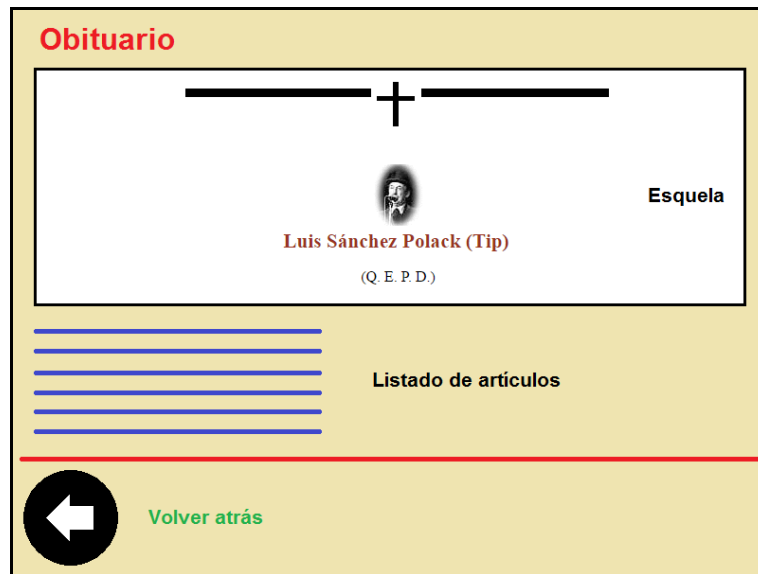 Obituario
Esquela
Luis Sánchez Polack (Tip)
(Q. E. P. D.)
Listado de artículos
Volver atrás